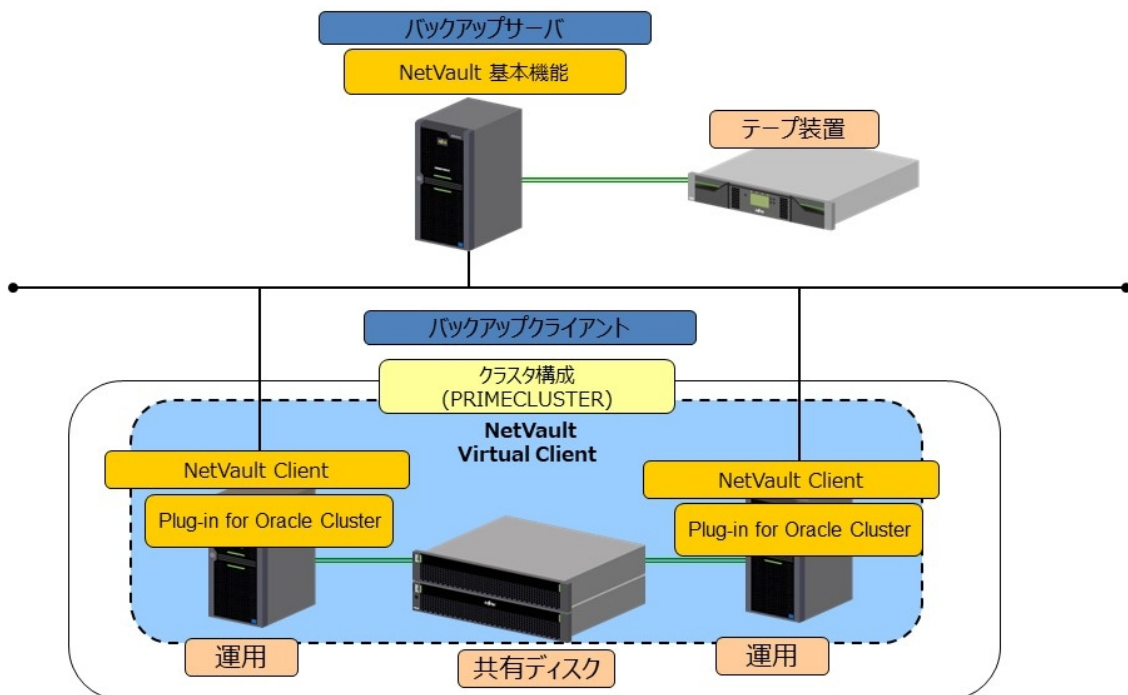 バックアップサーバ
NetVault 基本機能
テープ装置
バックアップクライアント
クラスタ構成
(PRIMECLUSTER)
NetVault
Virtual Client
NetVault Client
Plug-in for Oracle Cluster
NetVault Client
Plug-in for Oracle Cluster
運用
共有ディスク
運用